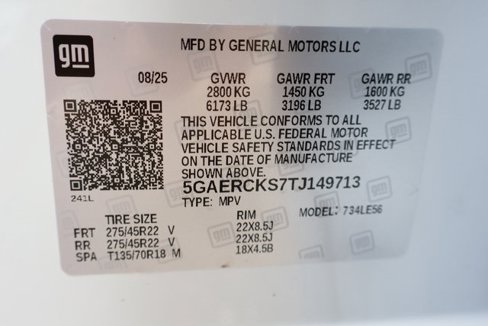 gm
MFD BY GENERAL MOTORS LLC
08/25 GVWR GAWR FRT GAWR RR
2800 KG 1450 KG 1600 KG
6173 LB 3196 LB 3527 LB
THIS VEHICLE CONFORMS TO ALL
APPLICABLE U.S. FEDERAL MOTOR
VEHICLE SAFETY STANDARDS IN EFFECT
ON THE DATE OF MANUFACTURE
SHOWN ABOVE.
5GAERCKS7TJ149713
241L
TYPE: MPV MODEL: 734LE56
TIRE SIZE RIM
FRT 275/45R22 V 22X8.5J
RR 275/45R22 V 22X8.5J
SPA T135/70R18 M 18X4.5B